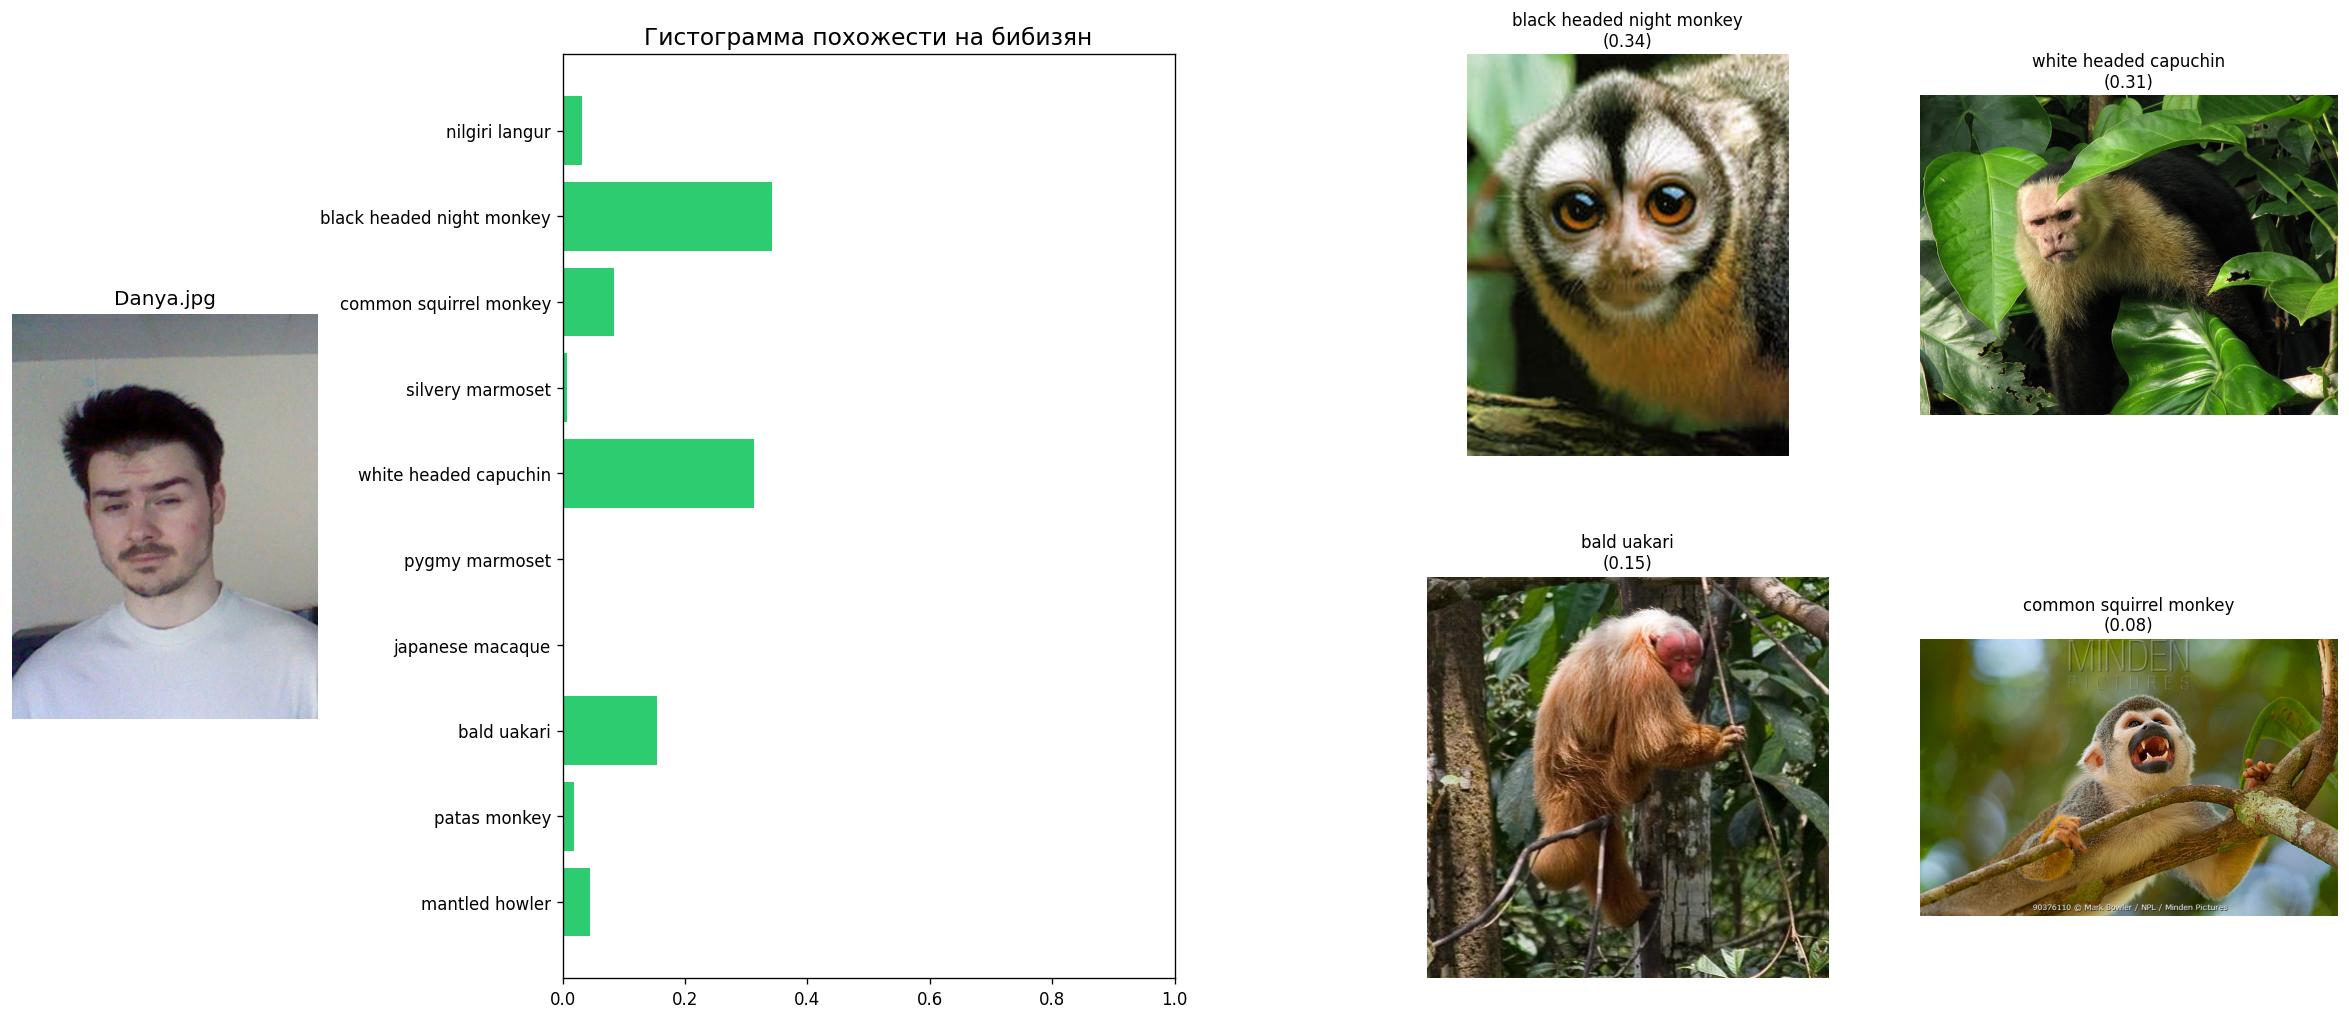 Danya.jpg
Гистограмма похожести на бибизян
nilgiri langur
black headed night monkey
common squirrel monkey
silvery marmoset
white headed capuchin
pygmy marmoset
japanese macaque
bald uakari
patas monkey
mantled howler
0.0 0.2 0.4 0.6 0.8 1.0
black headed night monkey
(0.34)
white headed capuchin
(0.31)
bald uakari
(0.15)
common squirrel monkey
(0.08)
MINDEN
PICTURES
90376110 © Mark Bowler / NPL / Minden Pictures